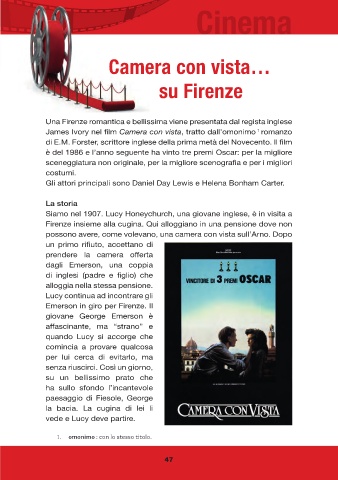 Cinema
Camera con vista…
su Firenze
Una Firenze romantica e bellissima viene presentata dal regista inglese
James Ivory nel film Camera con vista, tratto dall'omonimo 1 romanzo
di E.M. Forster, scrittore inglese della prima metà del Novecento. Il film
è del 1986 e l'anno seguente ha vinto tre premi Oscar: per la migliore
sceneggiatura non originale, per la migliore scenografia e per i migliori
costumi.
Gli attori principali sono Daniel Day Lewis e Helena Bonham Carter.
La storia
Siamo nel 1907. Lucy Honeychurch, una giovane inglese, è in visita a
Firenze insieme alla cugina. Qui alloggiano in una pensione dove non
possono avere, come volevano, una camera con vista sull'Arno. Dopo
un primo rifiuto, accettano di
prendere la camera offerta
dagli Emerson, una coppia
di inglesi (padre e figlio) che
alloggia nella stessa pensione.
Lucy continua ad incontrare gli
Emerson in giro per Firenze. Il
giovane George Emerson è
affascinante, ma "strano" e
quando Lucy si accorge che
comincia a provare qualcosa
per lui cerca di evitarlo, ma
senza riuscirci. Così un giorno,
su un bellissimo prato che
ha sullo sfondo l'incantevole
paesaggio di Fiesole, George
la bacia. La cugina di lei li
vede e Lucy deve partire.
VINCITORE DI 3 PREMI OSCAR
CAMERA CON VISTA
1. omonimo : con lo stesso titolo.
47